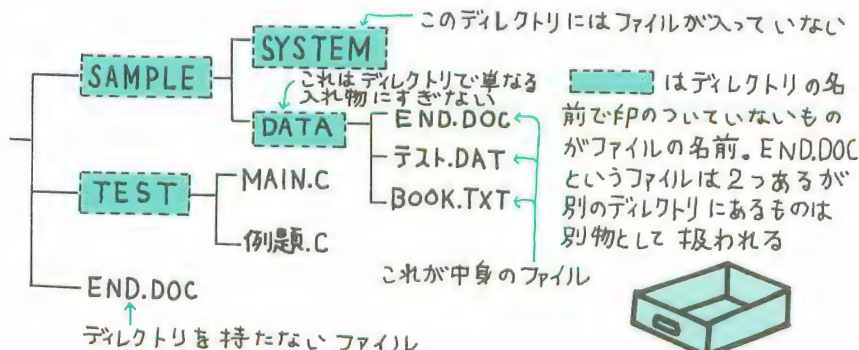 このディレクトリにはファイルが入っていない
SYSTEM
SAMPLE
これはディレクトリで単なる
入れ物にすぎない
DATA
END.DOC
テスト.DAT
BOOK.TXT
TEST
MAIN.C
例題.C
これが中身のファイル
END.DOC
ディレクトリを持たないファイル
はディレクトリの名
前で印のついていないもの
がファイルの名前。END.DOC
というファイルは2つあるが
別のディレクトリにあるものは
別物として扱われる